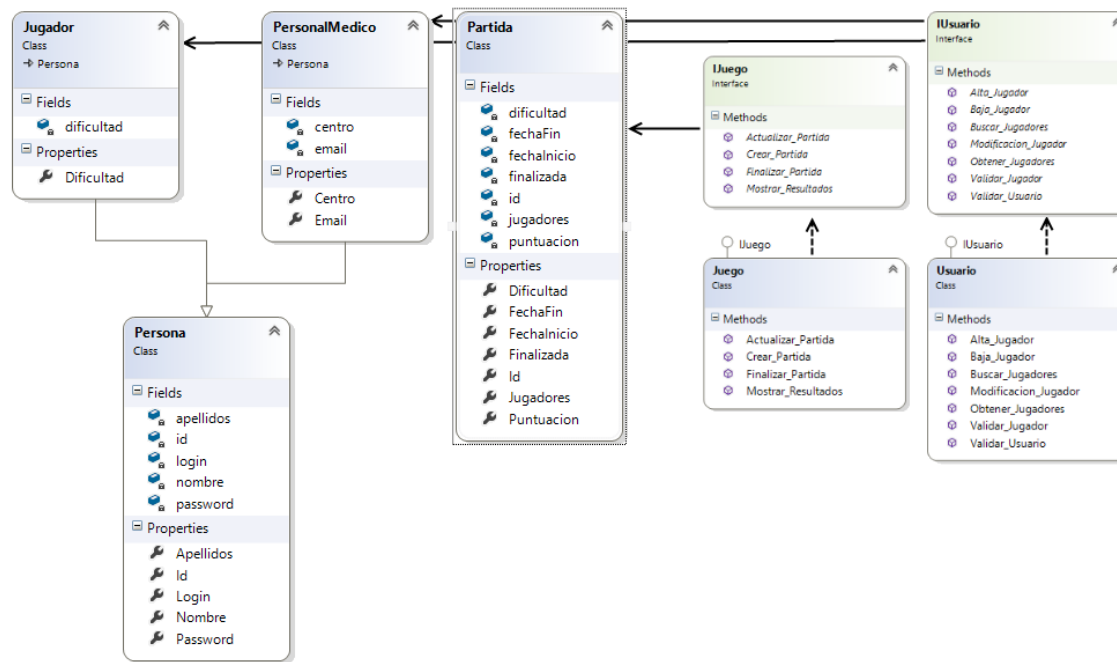 Jugador
Class
Persona
Fields
dificultad
Properties
Dificultad
PersonalMedico
Class
Persona
Fields
centro
email
Properties
Centro
Email
Partida
Class
Fields
dificultad
fechaFin
fechaInicio
finalizada
id
jugadores
puntuacion
Properties
Dificultad
FechaFin
FechaInicio
Finalizada
Id
Jugadores
Puntuacion
IJuego
Interface
Methods
Actualizar_Partida
Crear_Partida
Finalizar_Partida
Mostrar_Resultados
IUsuario
Interface
Methods
Alta_Jugador
Baja_Jugador
Buscar_Jugadores
Modificacion_Jugador
Obtener_Jugadores
Validar_Jugador
Validar_Usuario
Persona
Class
Fields
apellidos
id
login
nombre
password
Properties
Apellidos
Id
Login
Nombre
Password
IJuego
Juego
Class
Methods
Actualizar_Partida
Crear_Partida
Finalizar_Partida
Mostrar_Resultados
IUsuario
Usuario
Class
Methods
Alta_Jugador
Baja_Jugador
Buscar_Jugadores
Modificacion_Jugador
Obtener_Jugadores
Validar_Jugador
Validar_Usuario